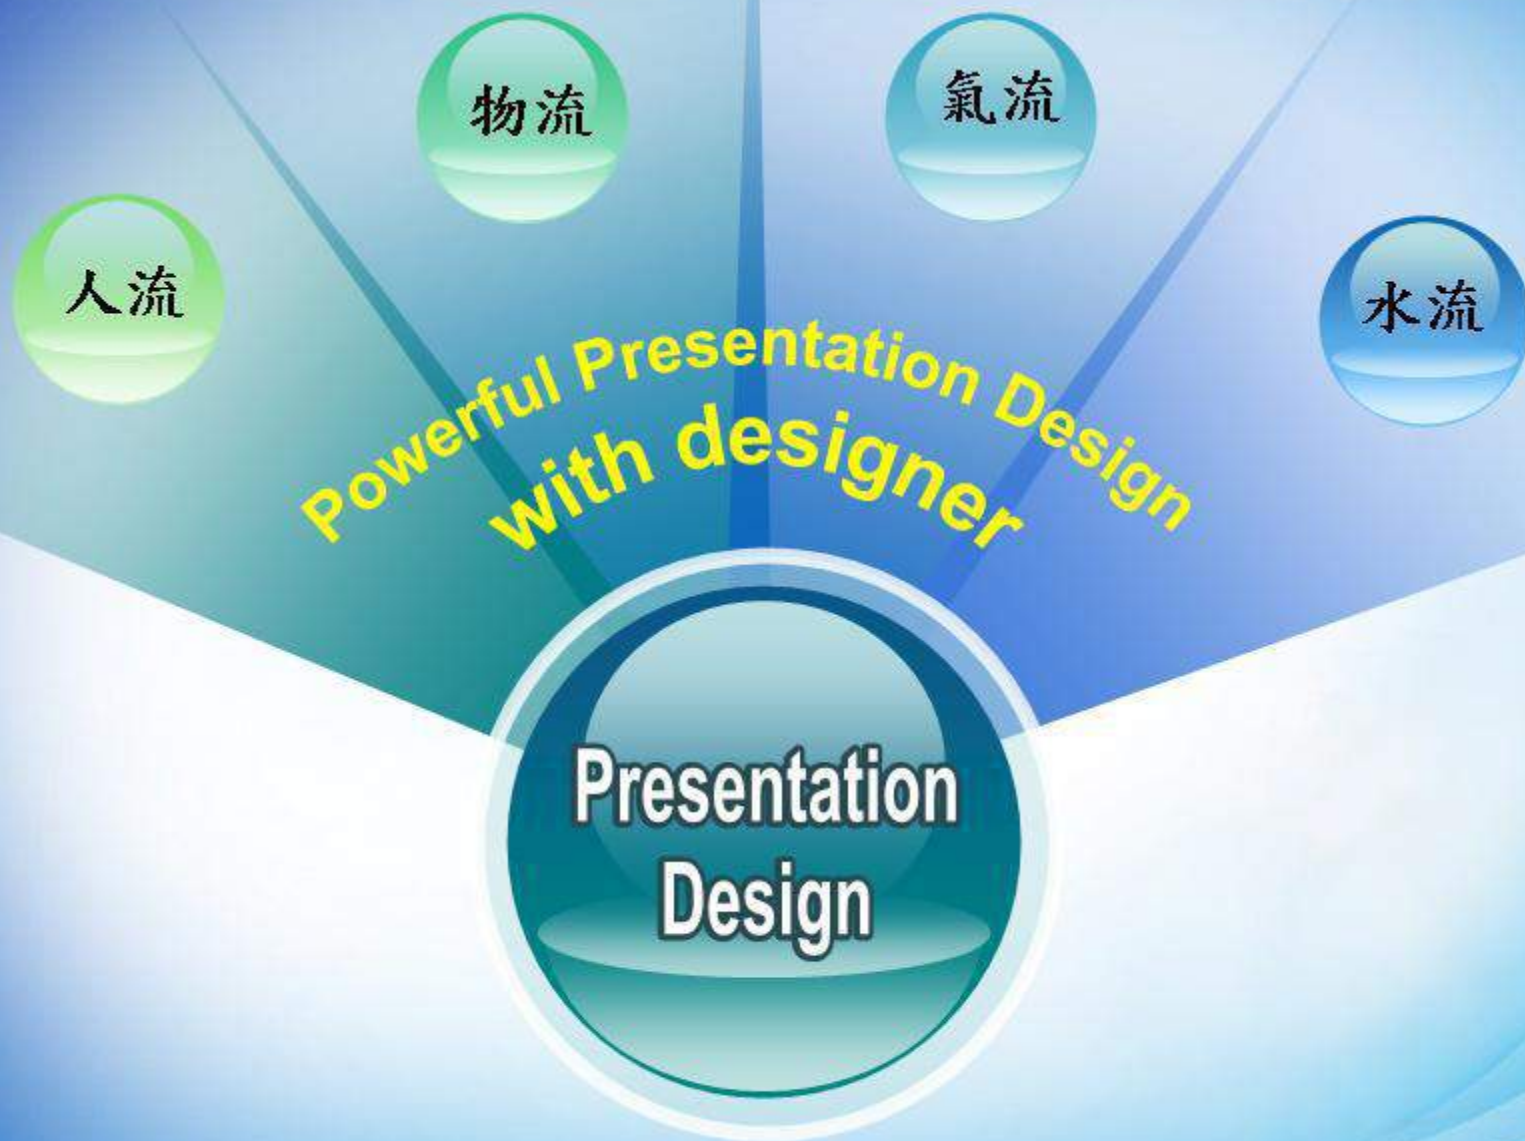 物流
氣流
人流
水流
Powerful Presentation Design
with designer
Presentation
Design